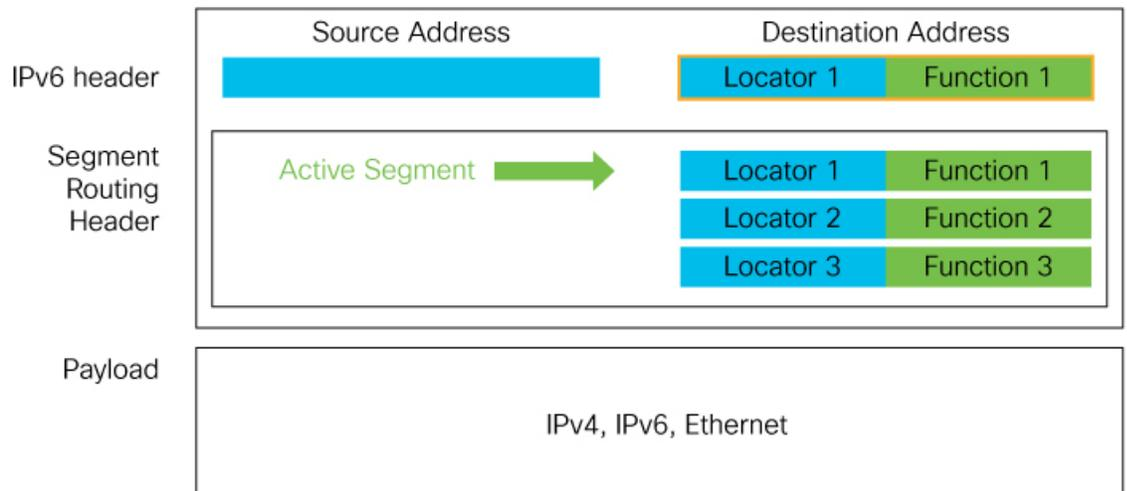 Source Address
Destination Address
IPv6 header
Locator 1
Function 1
Segment
Routing
Header
Active Segment
Locator 1
Function 1
Locator 2
Function 2
Locator 3
Function 3
Payload
IPv4, IPv6, Ethernet